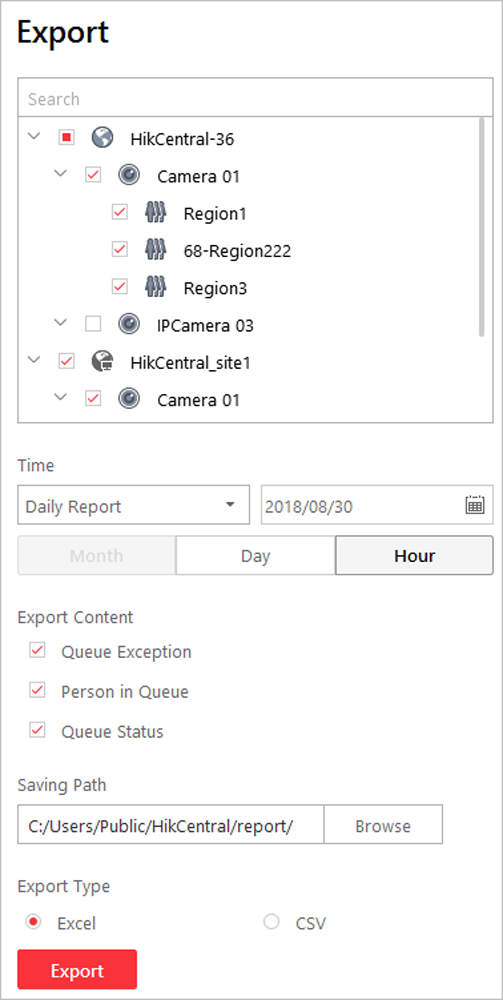 Export
Search
HikCentral-36
Camera 01
Region1
68-Region222
Region3
IPCamera 03
HikCentral_site1
Camera 01
Time
Daily Report 2018/08/30
Month Day Hour
Export Content
Queue Exception
Person in Queue
Queue Status
Saving Path
C:/Users/Public/HikCentral/report/ Browse
Export Type
Excel CSV
Export